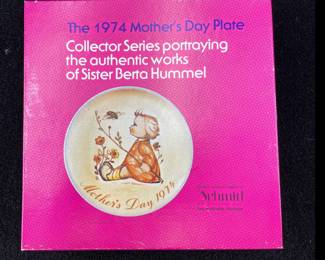 The 1974 Mother's Day Plate
Collector Series portraying
the authentic works
of Sister Berta Hummel
Mother's Day 1974
Schmid